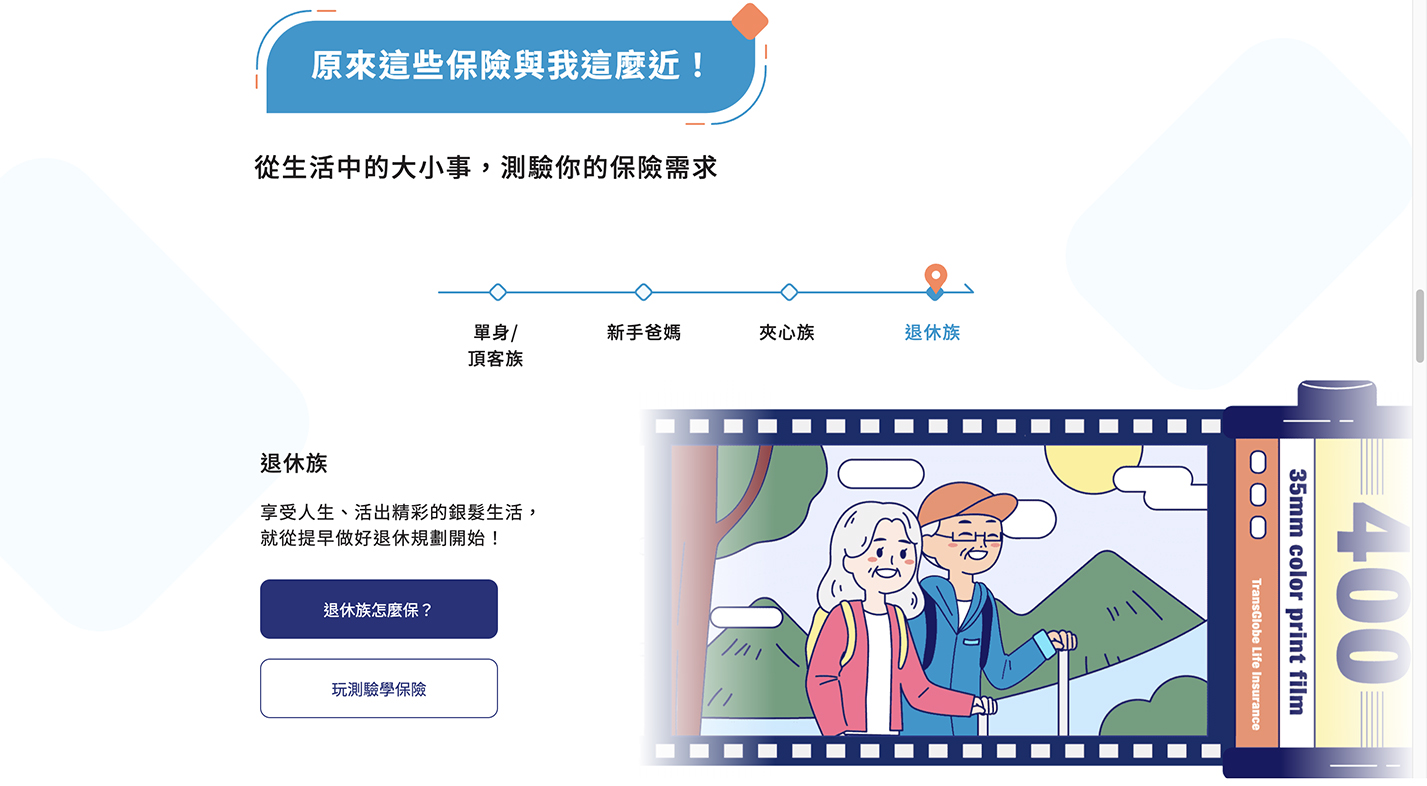 原來這些保險與我這麼近！
從生活中的大小事，測驗你的保險需求
單身/
頂客族
新手爸媽
夾心族
退休族
退休族
享受人生、活出精彩的銀髮生活，
就從提早做好退休規劃開始！
退休族怎麼保？
玩測驗學保險
TransGlobe Life Insurance
35mm color print film
400